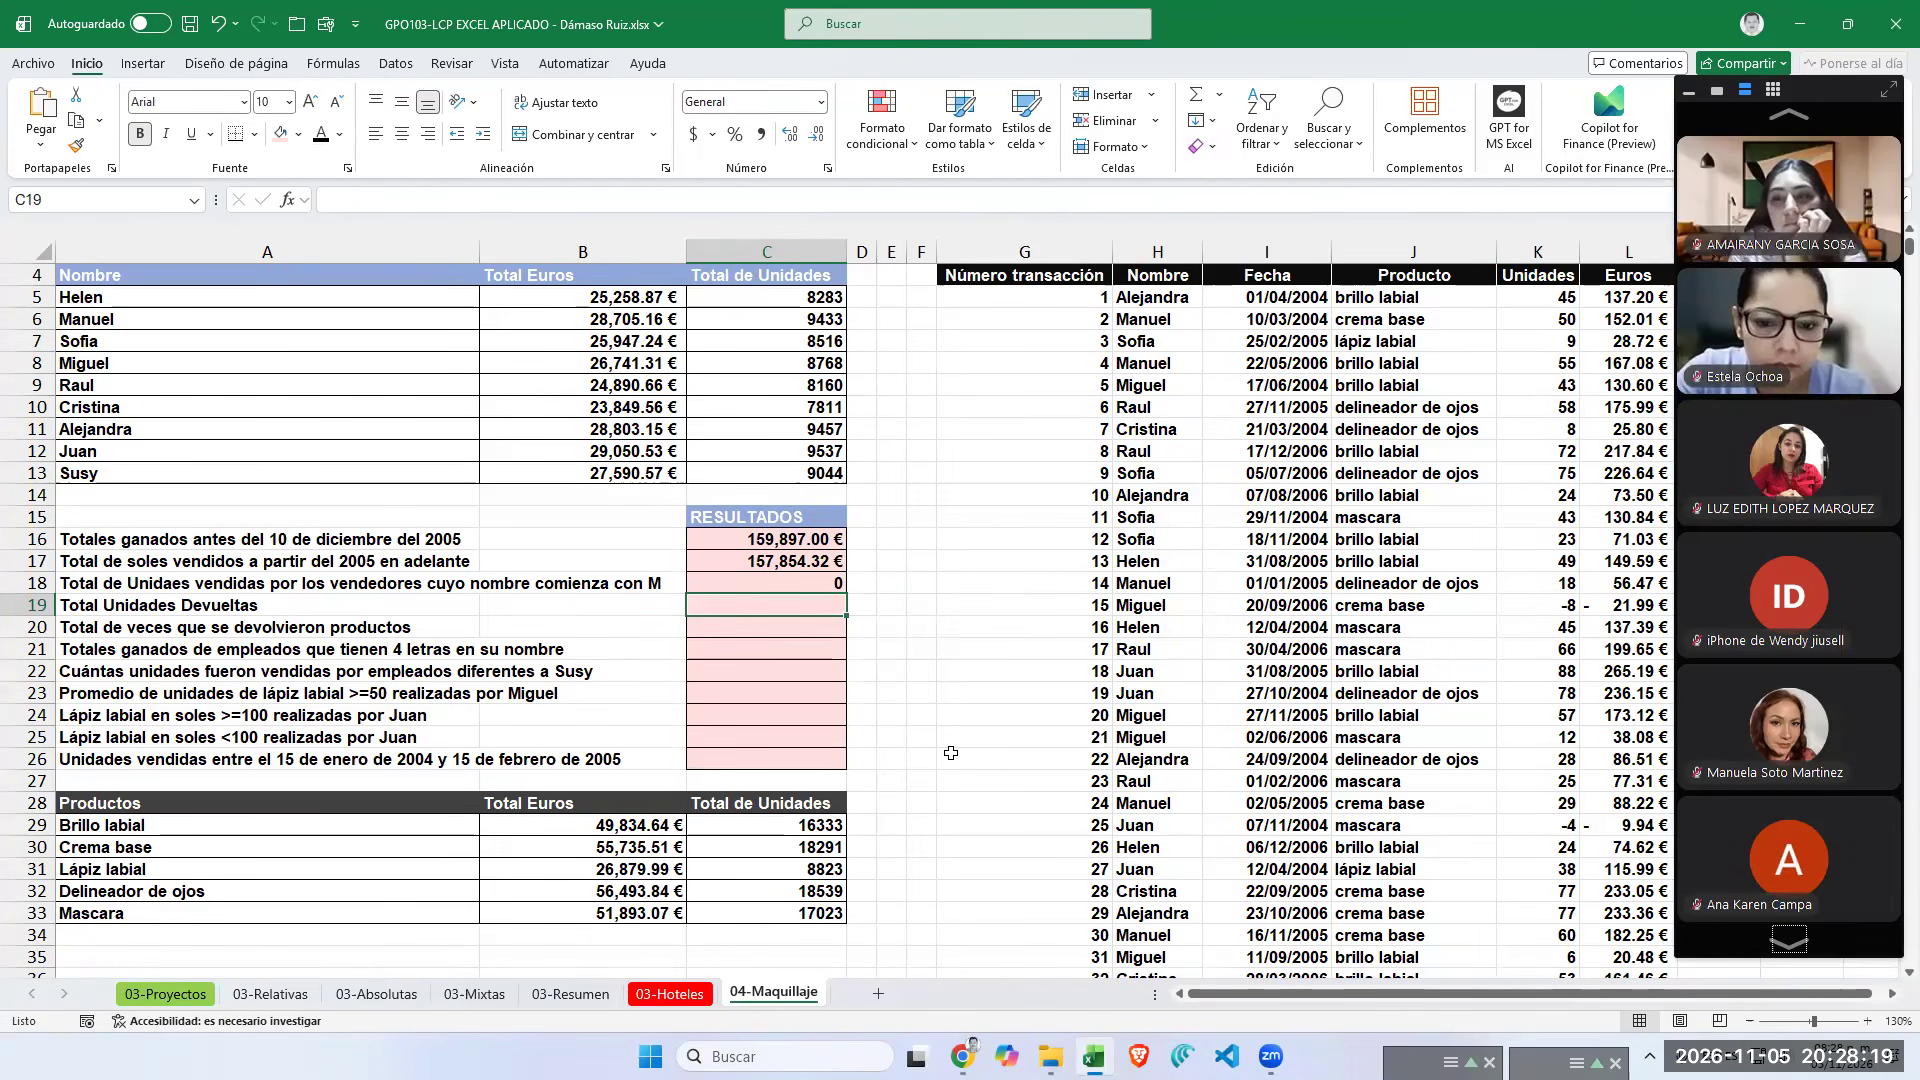 Autoguardado
GPO103-LCP EXCEL APLICADO - Dámaso Ruiz.xlsx
Buscar
Archivo Inicio Insertar Diseño de página Fórmulas Datos Revisar Vista Automatizar Ayuda
Comentarios Compartir Ponerse al día
Pegar
Arial 10
Ajustar texto
Combinar y centrar
General
Formato condicional
Dar formato como tabla
Estilos de celda
Insertar
Eliminar
Formato
Ordenar y filtrar
Buscar y seleccionar
Complementos
GPT for MS Excel
Copilot for Finance (Preview)
Portapapeles Fuente Alineación Número Estilos Celdas Edición Complementos AI Copilot for Finance (Pre...
C19
A B C D E F G H I J K L
4 Nombre Total Euros Total de Unidades Número transacción Nombre Fecha Producto Unidades Euros
5 Helen 25,258.87 € 8283 1 Alejandra 01/04/2004 brillo labial 45 137.20 €
6 Manuel 28,705.16 € 9433 2 Manuel 10/03/2004 crema base 50 152.01 €
7 Sofia 25,947.24 € 8516 3 Sofia 25/02/2005 lápiz labial 9 28.72 €
8 Miguel 26,741.31 € 8768 4 Manuel 22/05/2006 brillo labial 55 167.08 €
9 Raul 24,890.66 € 8160 5 Miguel 17/06/2004 brillo labial 43 130.60 €
10 Cristina 23,849.56 € 7811 6 Raul 27/11/2005 delineador de ojos 58 175.99 €
11 Alejandra 28,803.15 € 9457 7 Cristina 21/03/2004 delineador de ojos 8 25.80 €
12 Juan 29,050.53 € 9537 8 Raul 17/12/2006 brillo labial 72 217.84 €
13 Susy 27,590.57 € 9044 9 Sofia 05/07/2006 delineador de ojos 75 226.64 €
14 10 Alejandra 07/08/2006 brillo labial 24 73.50 €
15 RESULTADOS 11 Sofia 29/11/2004 mascara 43 130.84 €
16 Totales ganados antes del 10 de diciembre del 2005 159,897.00 € 12 Sofia 18/11/2004 brillo labial 23 71.03 €
17 Total de soles vendidos a partir del 2005 en adelante 157,854.32 € 13 Helen 31/08/2005 brillo labial 49 149.59 €
18 Total de Unidaes vendidas por los vendedores cuyo nombre comienza con M 0 14 Manuel 01/01/2005 delineador de ojos 18 56.47 €
19 Total Unidades Devueltas 15 Miguel 20/09/2006 crema base -8 - 21.99 €
20 Total de veces que se devolvieron productos 16 Helen 12/04/2004 mascara 45 137.39 €
21 Totales ganados de empleados que tienen 4 letras en su nombre 17 Raul 30/04/2006 mascara 66 199.65 €
22 Cuántas unidades fueron vendidas por empleados diferentes a Susy 18 Juan 31/08/2005 brillo labial 88 265.19 €
23 Promedio de unidades de lápiz labial >=50 realizadas por Miguel 19 Juan 27/10/2004 delineador de ojos 78 236.15 €
24 Lápiz labial en soles >=100 realizadas por Juan 20 Miguel 27/11/2005 brillo labial 57 173.12 €
25 Lápiz labial en soles <100 realizadas por Juan 21 Miguel 02/06/2006 mascara 12 38.08 €
26 Unidades vendidas entre el 15 de enero de 2004 y 15 de febrero de 2005 22 Alejandra 24/09/2004 delineador de ojos 28 86.51 €
27 23 Raul 01/02/2006 mascara 25 77.31 €
28 Productos Total Euros Total de Unidades 24 Manuel 02/05/2005 crema base 29 88.22 €
29 Brillo labial 49,834.64 € 16333 25 Juan 07/11/2004 mascara -4 - 9.94 €
30 Crema base 55,735.51 € 18291 26 Helen 06/12/2006 brillo labial 24 74.62 €
31 Lápiz labial 26,879.99 € 8823 27 Juan 12/04/2004 lápiz labial 38 115.99 €
32 Delineador de ojos 56,493.84 € 18539 28 Cristina 22/09/2005 crema base 77 233.05 €
33 Mascara 51,893.07 € 17023 29 Alejandra 23/10/2006 crema base 77 233.36 €
34 30 Manuel 16/11/2005 crema base 60 182.25 €
35 31 Miguel 11/09/2005 brillo labial 6 20.48 €
AMAIRANY GARCIA SOSA
Estela Ochoa
LUZ EDITH LOPEZ MARQUEZ
ID
iPhone de Wendy jiusell
Manuela Soto Martinez
A
Ana Karen Campa
03-Proyectos 03-Relativas 03-Absolutas 03-Mixtas 03-Resumen 03-Hoteles 04-Maquillaje
Listo
Accesibilidad: es necesario investigar
130%
Buscar
zm
2026-11-05 20:28:19